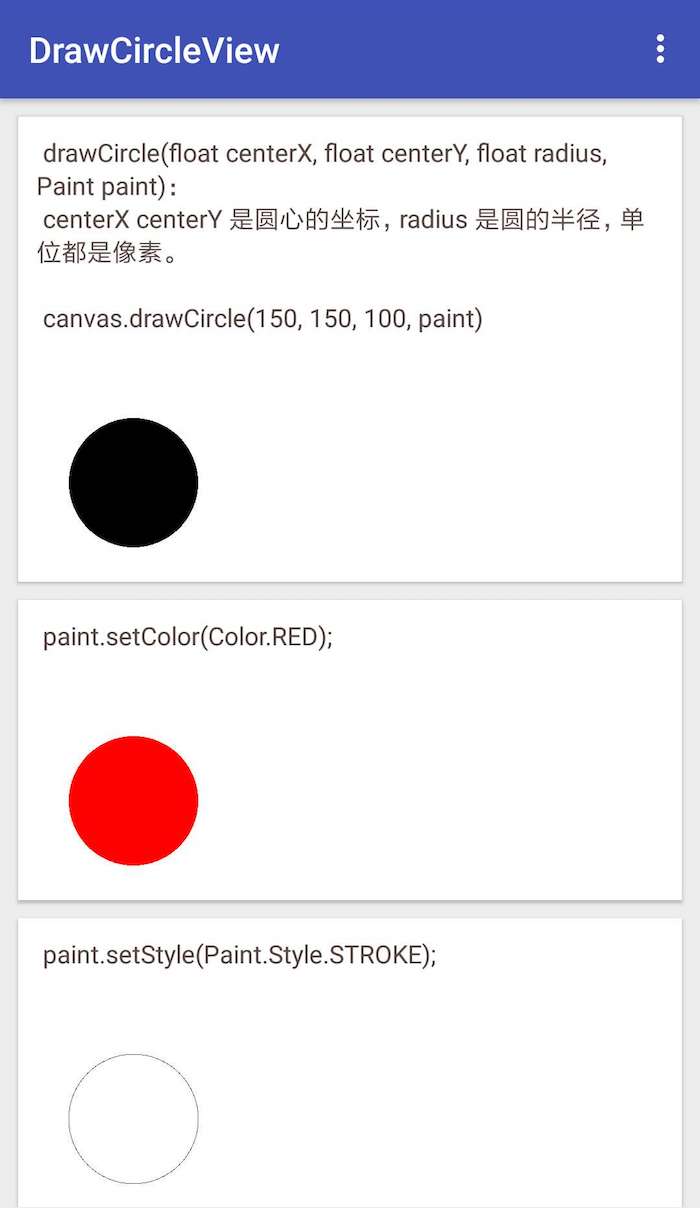 DrawCircleView
drawCircle(float centerX, float centerY, float radius,
Paint paint)：
centerX centerY 是圆心的坐标，radius 是圆的半径，单
位都是像素。
canvas.drawCircle(150, 150, 100, paint)
paint.setColor(Color.RED);
paint.setStyle(Paint.Style.STROKE);